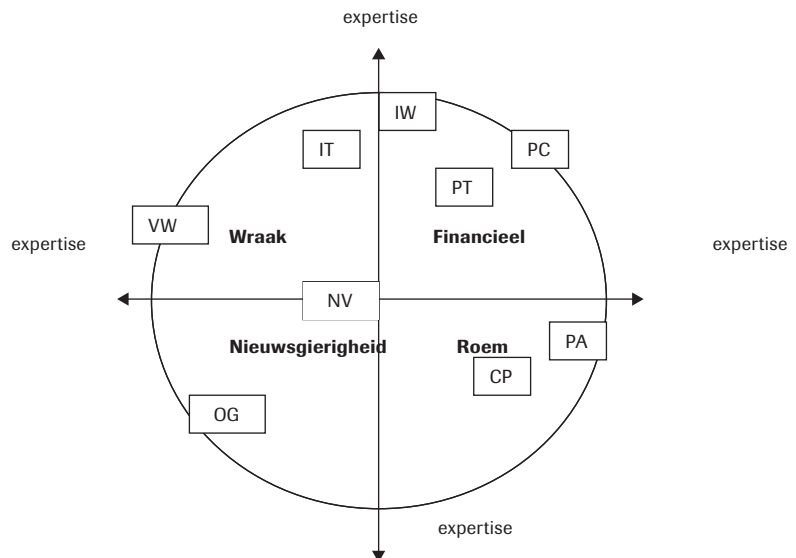 expertise
IW
IT
PC
PT
VW
Wraak
Financieel
expertise
expertise
NV
Nieuwsgierigheid
Roem
PA
CP
OG
expertise